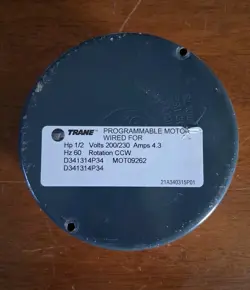 TRANE PROGRAMMABLE MOTOR
WIRED FOR
Hp 1/2 Volts 200/230 Amps 4.3
Hz 60 Rotation CCW
D341314P34 MOT09262
D341314P34
21A340315P01